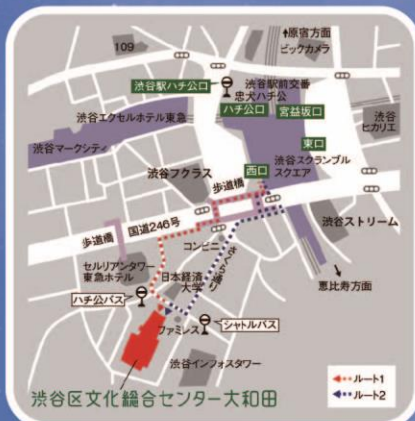 ↑原宿方面
109
ビックカメラ
渋谷駅ハチ公口
渋谷駅前交番
忠犬ハチ公
ハチ公口
宮益坂口
渋谷エクセルホテル東急
東口
渋谷
ヒカリエ
渋谷マークシティ
西口
渋谷スクランブル
スクエア
渋谷フクラス
歩道橋
国道246号
歩道橋
渋谷ストリーム
コンビニ
さくら通り
セルリアンタワー
東急ホテル
日本経済
大学
恵比寿方面
ハチ公バス
ファミレス
シャトルバス
渋谷インフォスタワー
ルート1
ルート2
渋谷区文化総合センター大和田